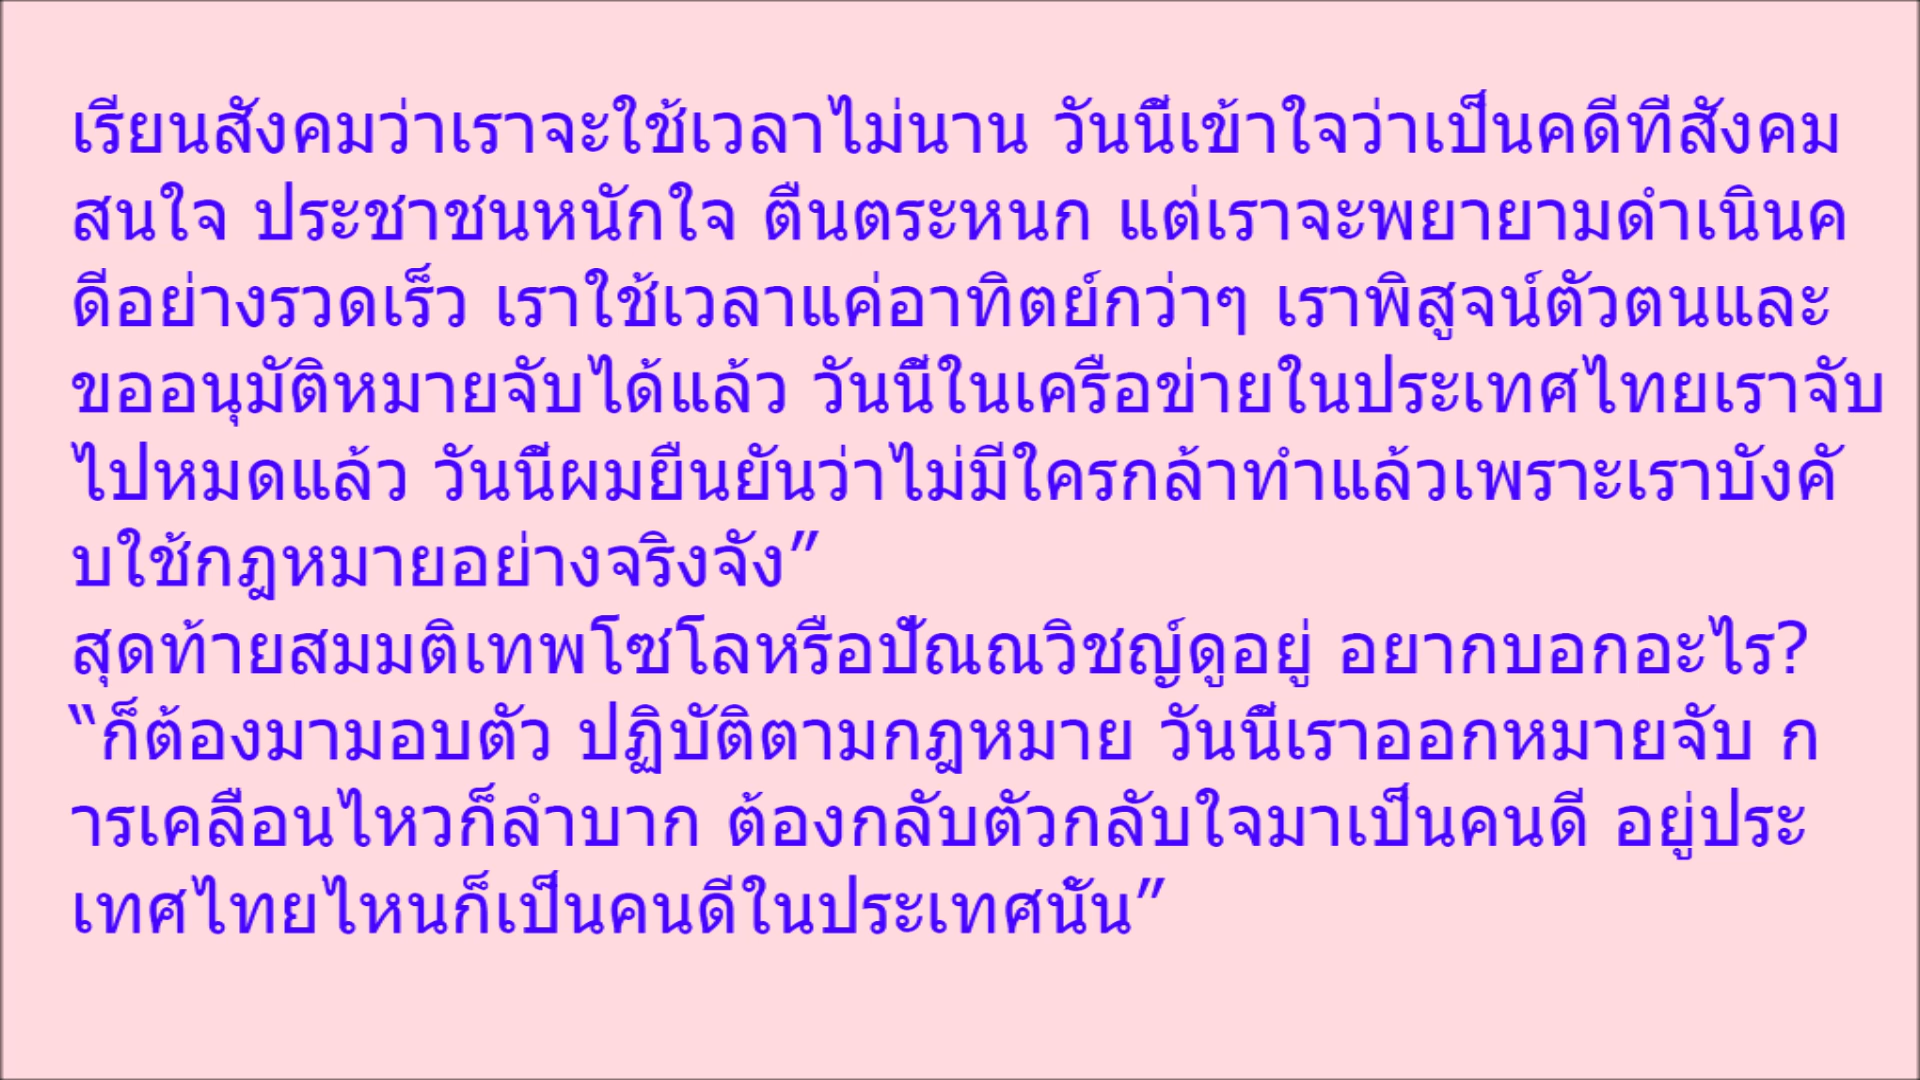 เรียนสังคมว่าเราจะใช้เวลาไม่นาน วันนี้เข้าใจว่าเป็นคดีที่สังคม
สนใจ ประชาชนหนักใจ ตื่นตระหนก แต่เราจะพยายามดำเนินค
ดีอย่างรวดเร็ว เราใช้เวลาแค่อาทิตย์กว่าๆ เราพิสูจน์ตัวตนและ
ขออนุมัติหมายจับได้แล้ว วันนี้ในเครือข่ายในประเทศไทยเราจับ
ไปหมดแล้ว วันนี้ผมยืนยันว่าไม่มีใครกล้าทำแล้วเพราะเราบังคั
บใช้กฎหมายอย่างจริงจัง”
สุดท้ายสมมติเทพโซโลหรือปัณณวิชญ์ดูอยู่ อยากบอกอะไร?
“ก็ต้องมามอบตัว ปฏิบัติตามกฎหมาย วันนี้เราออกหมายจับ ก
ารเคลื่อนไหวก็ลำบาก ต้องกลับตัวกลับใจมาเป็นคนดี อยู่ประ
เทศไทยไหนก็เป็นคนดีในประเทศนั้น”